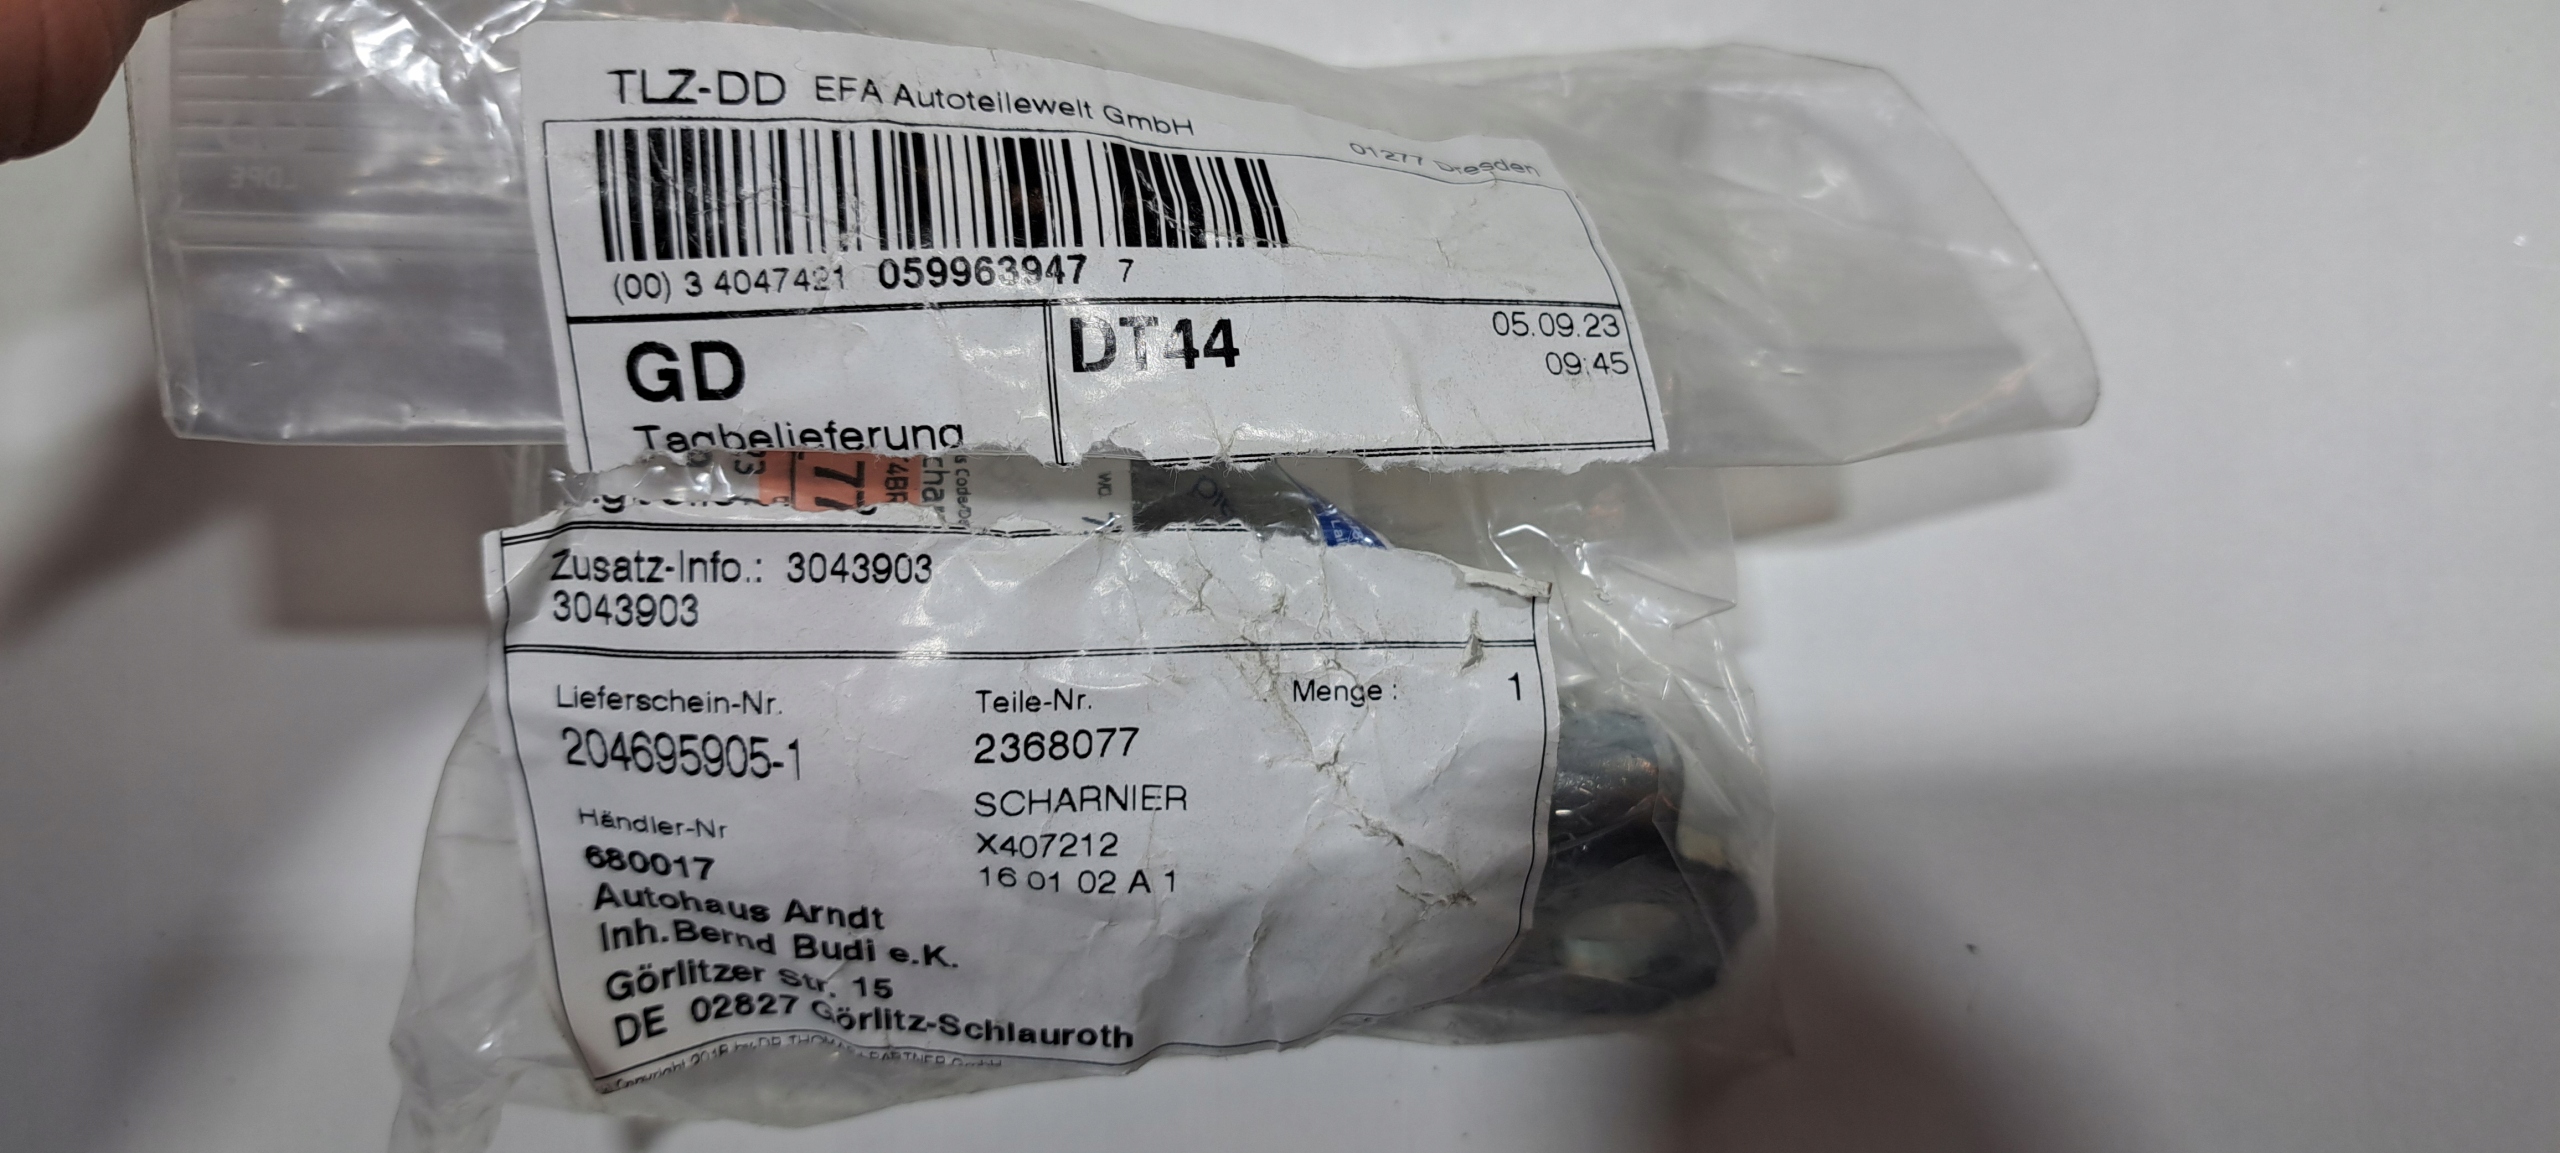 TLZ-DD EFA Autoteilewelt GmbH
01277 Dresden
(00) 3 4047421 059963947 7
GD
DT44
05.09.23
09:45
Tagbelieferung
77
Zusatz-Info.: 3043903
3043903
Lieferschein-Nr.
204695905-1
Teile-Nr.
2368077
Menge : 1
SCHARNIER
X407212
16 01 02 A 1
Händler-Nr
680017
Autohaus Arndt
Inh.Bernd Budi e.K.
Görlitzer Str. 15
DE 02827 Görlitz-Schlauroth